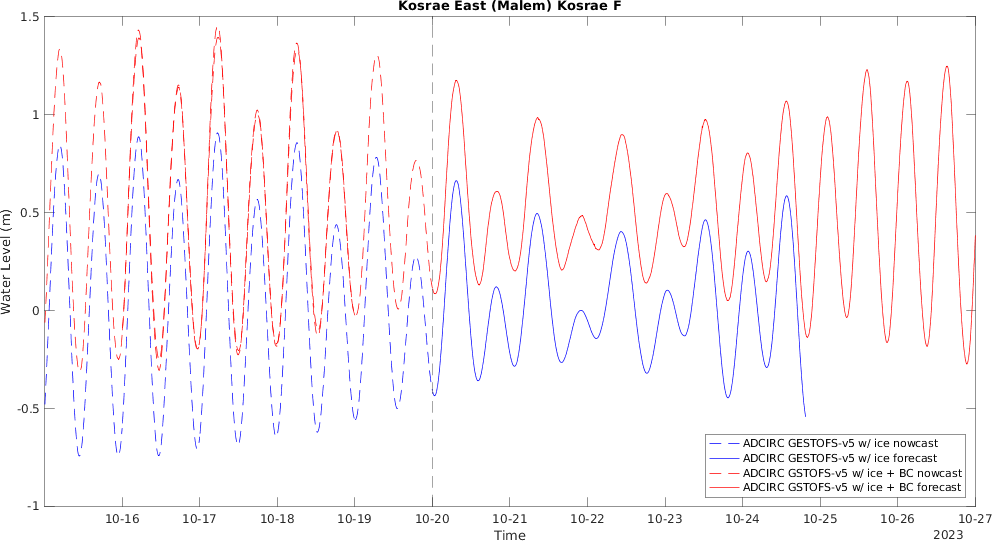 Kosrae East (Malem) Kosrae F
Water Level (m)
1.5
1
0.5
0
-0.5
-1
10-16 10-17 10-18 10-19 10-20 10-21 10-22 10-23 10-24 10-25 10-26 10-27
Time
2023
ADCIRC GESTOFS-v5 w/ ice nowcast
ADCIRC GESTOFS-v5 w/ ice forecast
ADCIRC GSTOFS-v5 w/ ice + BC nowcast
ADCIRC GSTOFS-v5 w/ ice + BC forecast